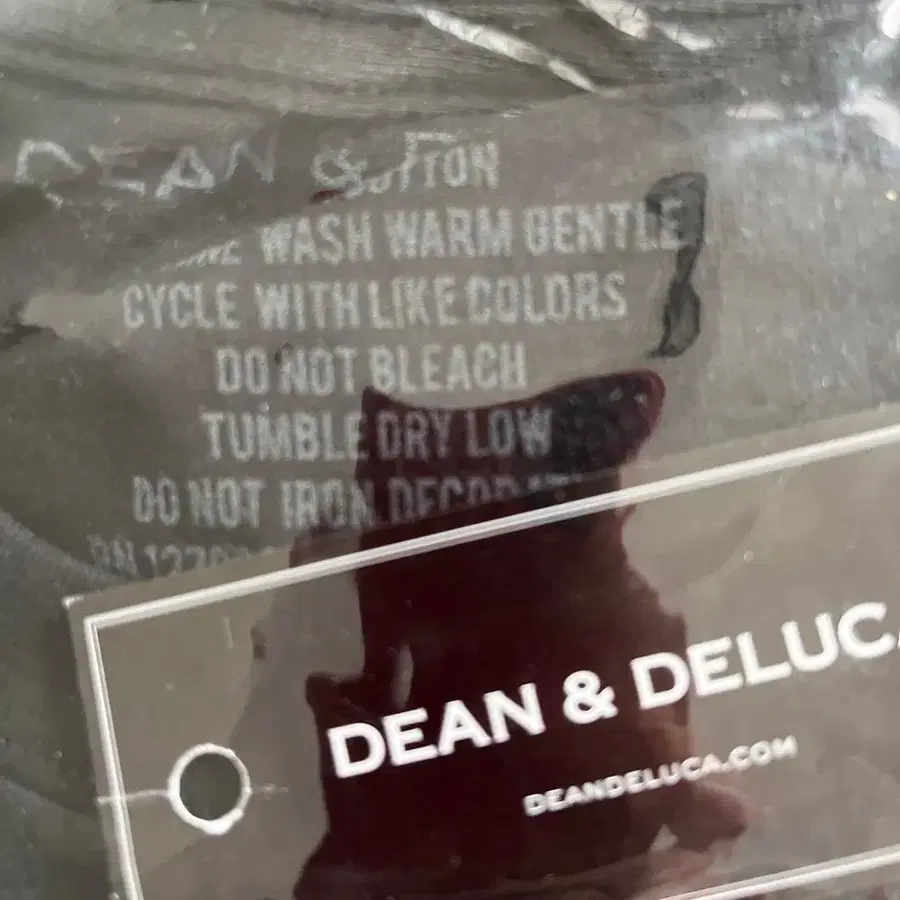 DEAN &
COTTON
WASH WARM GENTLE
CYCLE WITH LIKE COLORS
DO NOT BLEACH
TUMBLE DRY LOW
DO NOT IRON
DEAN & DELUCA
DEANDELUCA.COM